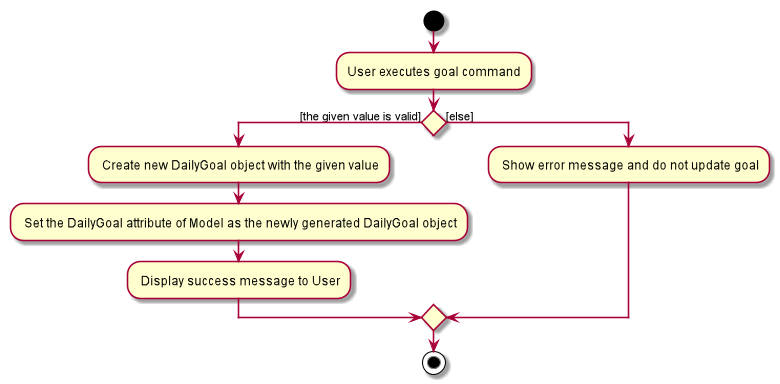 User executes goal command
[the given value is valid]
[else]
Create new DailyGoal object with the given value
Show error message and do not update goal
Set the DailyGoal attribute of Model as the newly generated DailyGoal object
Display success message to User